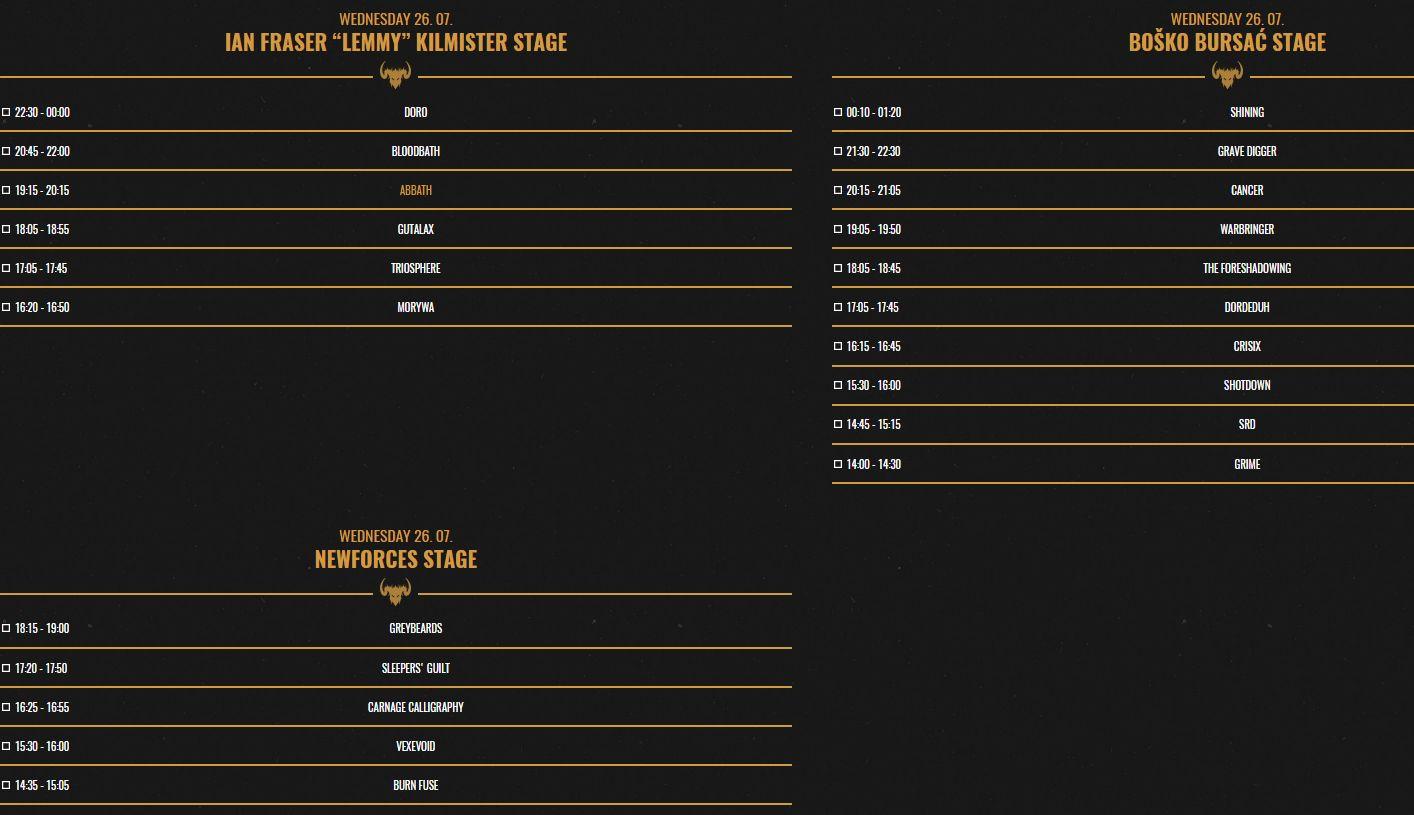 WEDNESDAY 26. 07.
IAN FRASER “LEMMY” KILMISTER STAGE
22:30 - 00:00 DORO
20:45 - 22:00 BLOODBATH
19:15 - 20:15 ABBATH
18:05 - 18:55 GUTALAX
17:05 - 17:45 TRIOSPHERE
16:20 - 16:50 MORYWA
WEDNESDAY 26. 07.
BOŠKO BURSAĆ STAGE
00:10 - 01:20 SHINING
21:30 - 22:30 GRAVE DIGGER
20:15 - 21:05 CANCER
19:05 - 19:50 WARBRINGER
18:05 - 18:45 THE FORESHADOWING
17:05 - 17:45 DORDEDUH
16:15 - 16:45 CRISIX
15:30 - 16:00 SHOTDOWN
14:45 - 15:15 SRD
14:00 - 14:30 GRIME
WEDNESDAY 26. 07.
NEWFORCES STAGE
18:15 - 19:00 GREYBEARDS
17:20 - 17:50 SLEEPERS' GUILT
16:25 - 16:55 CARNAGE CALLIGRAPHY
15:30 - 16:00 VEXEVOID
14:35 - 15:05 BURN FUSE